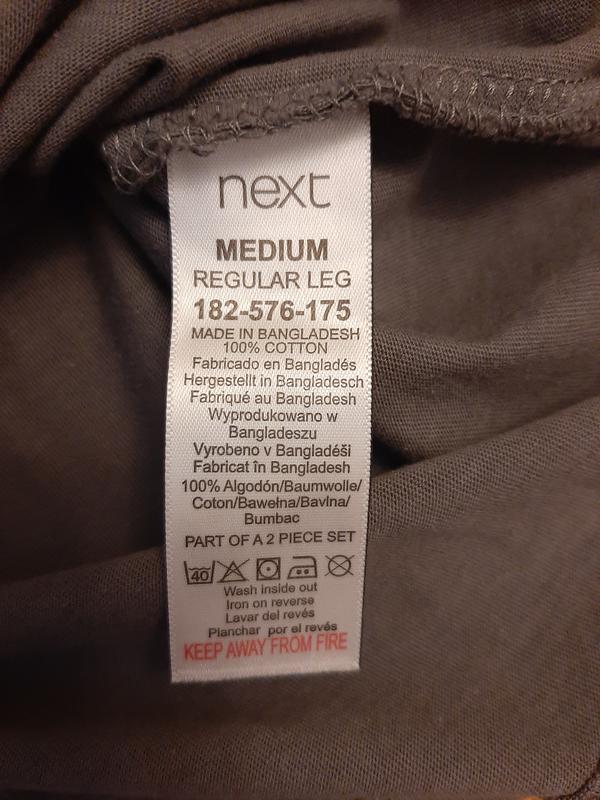 next
MEDIUM
REGULAR LEG
182-576-175
MADE IN BANGLADESH
100% COTTON
Fabricado en Bangladés
Hergestellt in Bangladesch
Fabriqué au Bangladesh
Wyprodukowano w
Bangladeszu
Vyrobeno v Bangladéši
Fabricat în Bangladesh
100% Algodón/Baumwolle/
Coton/Bawełna/Bavlna/
Bumbac
PART OF A 2 PIECE SET
40
Wash inside out
Iron on reverse
Lavar del revés
Planchar por el revés
KEEP AWAY FROM FIRE